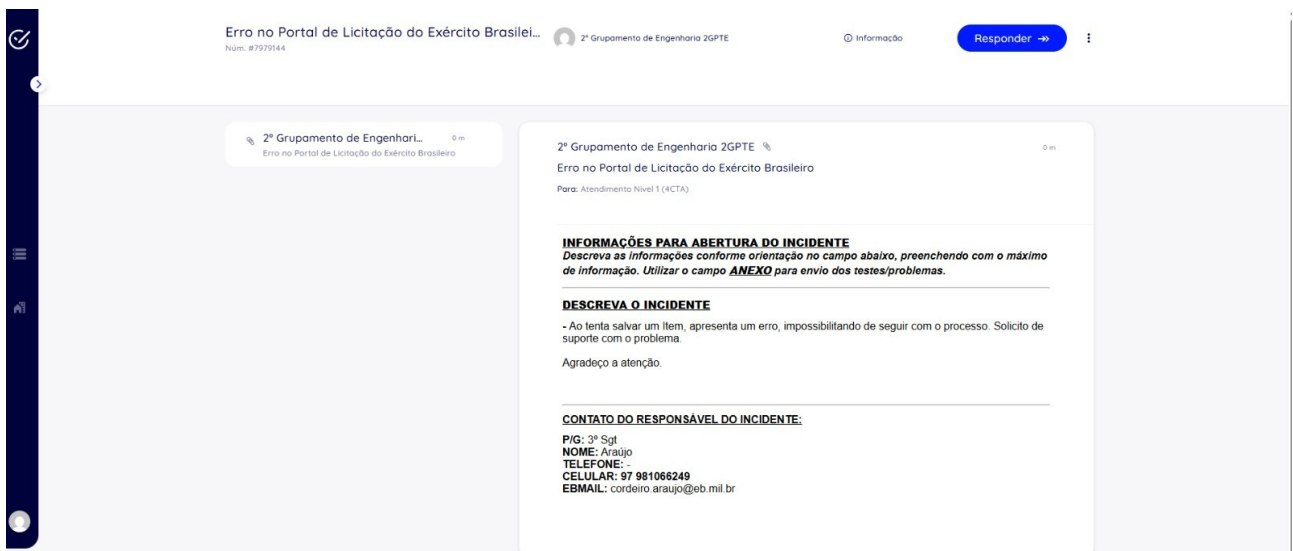 Erro no Portal de Licitação do Exército Brasilei...
Núm. #7979144
2º Grupamento de Engenharia 2GPTE
Informação
Responder
2º Grupamento de Engenhari...
0 m
Erro no Portal de Licitação do Exército Brasileiro
2º Grupamento de Engenharia 2GPTE
0 m
Erro no Portal de Licitação do Exército Brasileiro
Para: Atendimento Nivel 1 (4CTA)
INFORMAÇÕES PARA ABERTURA DO INCIDENTE
Descreva as informações conforme orientação no campo abaixo, preenchendo com o máximo
de informação. Utilizar o campo ANEXO para envio dos testes/problemas.
DESCREVA O INCIDENTE
- Ao tenta salvar um Item, apresenta um erro, impossibilitando de seguir com o processo. Solicito de
suporte com o problema.
Agradeço a atenção.
CONTATO DO RESPONSÁVEL DO INCIDENTE:
P/G: 3º Sgt
NOME: Araújo
TELEFONE: -
CELULAR: 97 981066249
EBMAIL: cordeiro.araujo@eb.mil.br